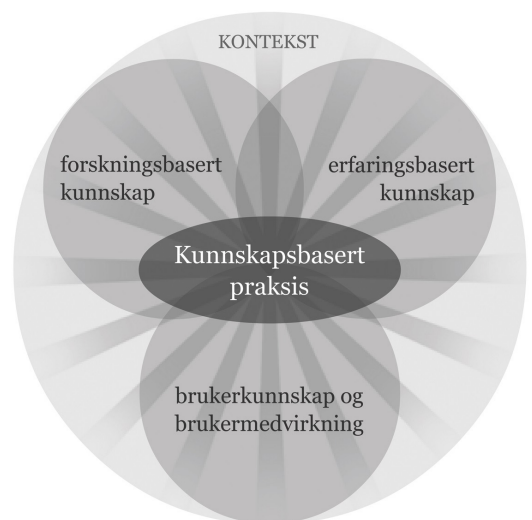 KONTEKST
forskningsbasert
kunnskap
erfaringsbasert
kunnskap
Kunnskapsbasert
praksis
brukerkunnskap og
brukermedvirkning